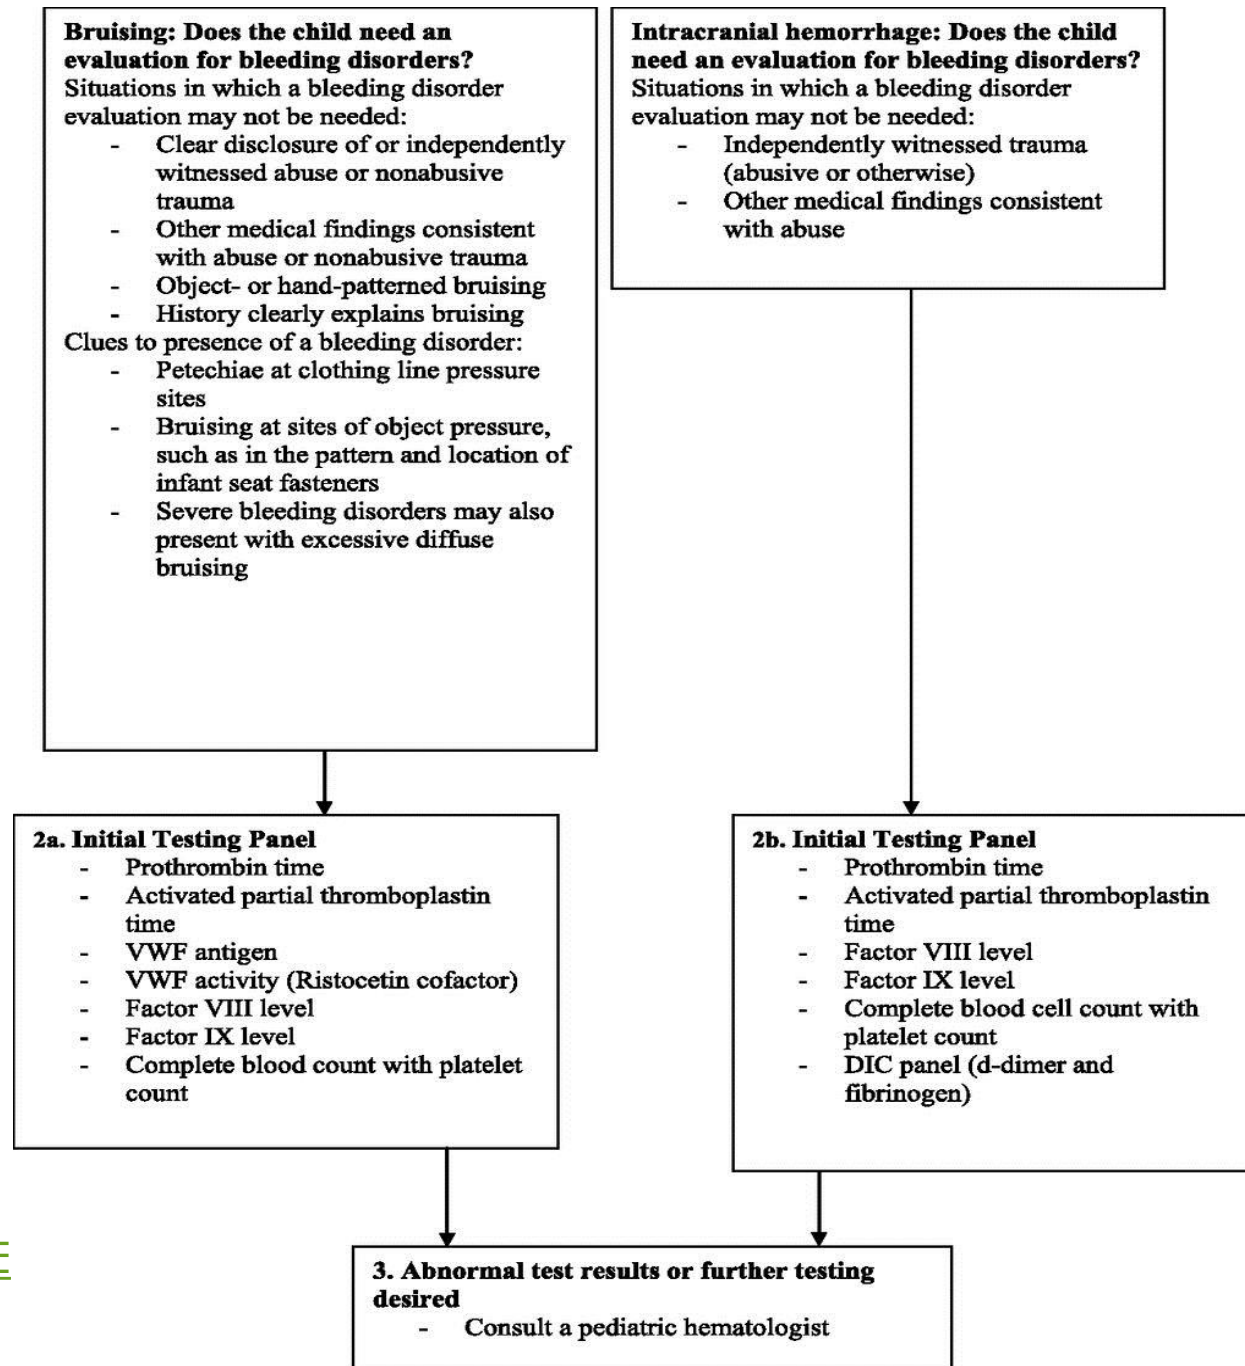 Bruising: Does the child need an
evaluation for bleeding disorders?
Situations in which a bleeding disorder
evaluation may not be needed:
- Clear disclosure of or independently
witnessed abuse or nonabusive
trauma
- Other medical findings consistent
with abuse or nonabusive trauma
- Object- or hand-patterned bruising
- History clearly explains bruising
Clues to presence of a bleeding disorder:
- Petechiae at clothing line pressure
sites
- Bruising at sites of object pressure,
such as in the pattern and location of
infant seat fasteners
- Severe bleeding disorders may also
present with excessive diffuse
bruising
Intracranial hemorrhage: Does the child
need an evaluation for bleeding disorders?
Situations in which a bleeding disorder
evaluation may not be needed:
- Independently witnessed trauma
(abusive or otherwise)
- Other medical findings consistent
with abuse
2a. Initial Testing Panel
- Prothrombin time
- Activated partial thromboplastin
time
- VWF antigen
- VWF activity (Ristocetin cofactor)
- Factor VIII level
- Factor IX level
- Complete blood count with platelet
count
2b. Initial Testing Panel
- Prothrombin time
- Activated partial thromboplastin
time
- Factor VIII level
- Factor IX level
- Complete blood cell count with
platelet count
- DIC panel (d-dimer and
fibrinogen)
3. Abnormal test results or further testing
desired
- Consult a pediatric hematologist